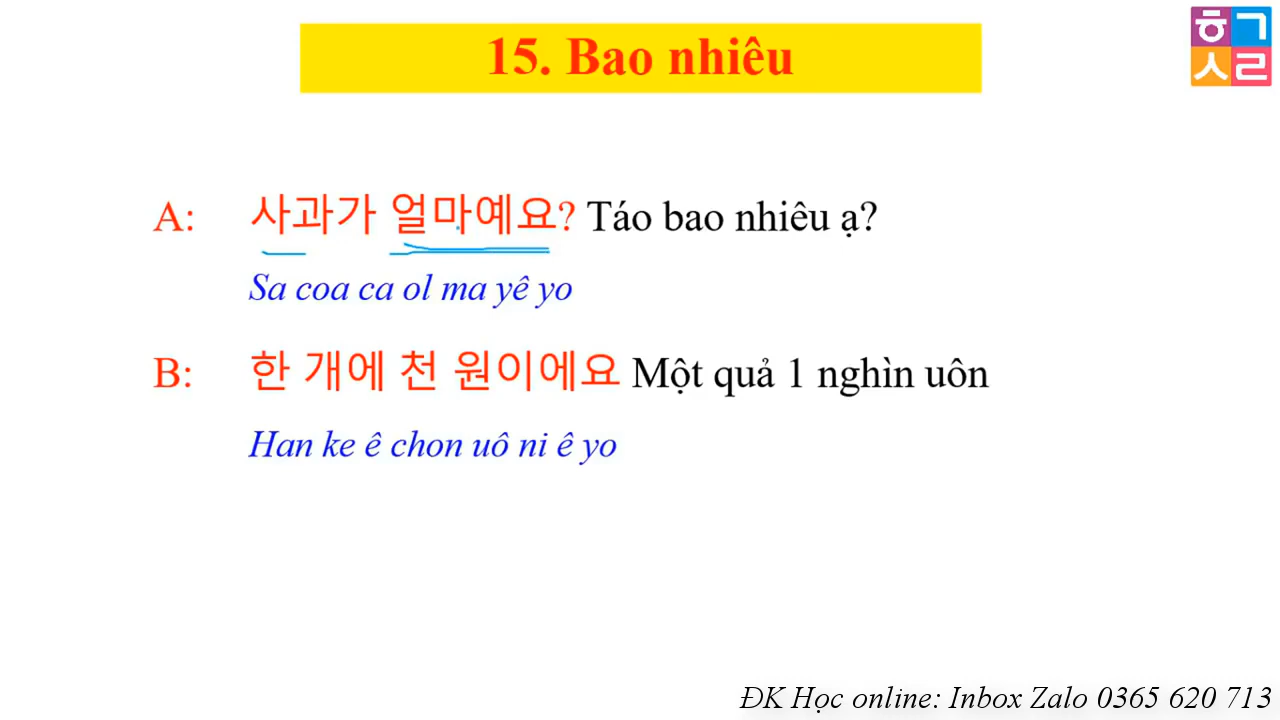 15. Bao nhiêu
A: 사과가 얼마예요? Táo bao nhiêu ạ?
Sa coa ca ol ma yê yo
B: 한 개에 천 원이에요 Một quả 1 nghìn uôn
Han ke ê chon uô ni ê yo
ĐK Học online: Inbox Zalo 0365 620 713
ㅎㄱ
ㅅㄹ